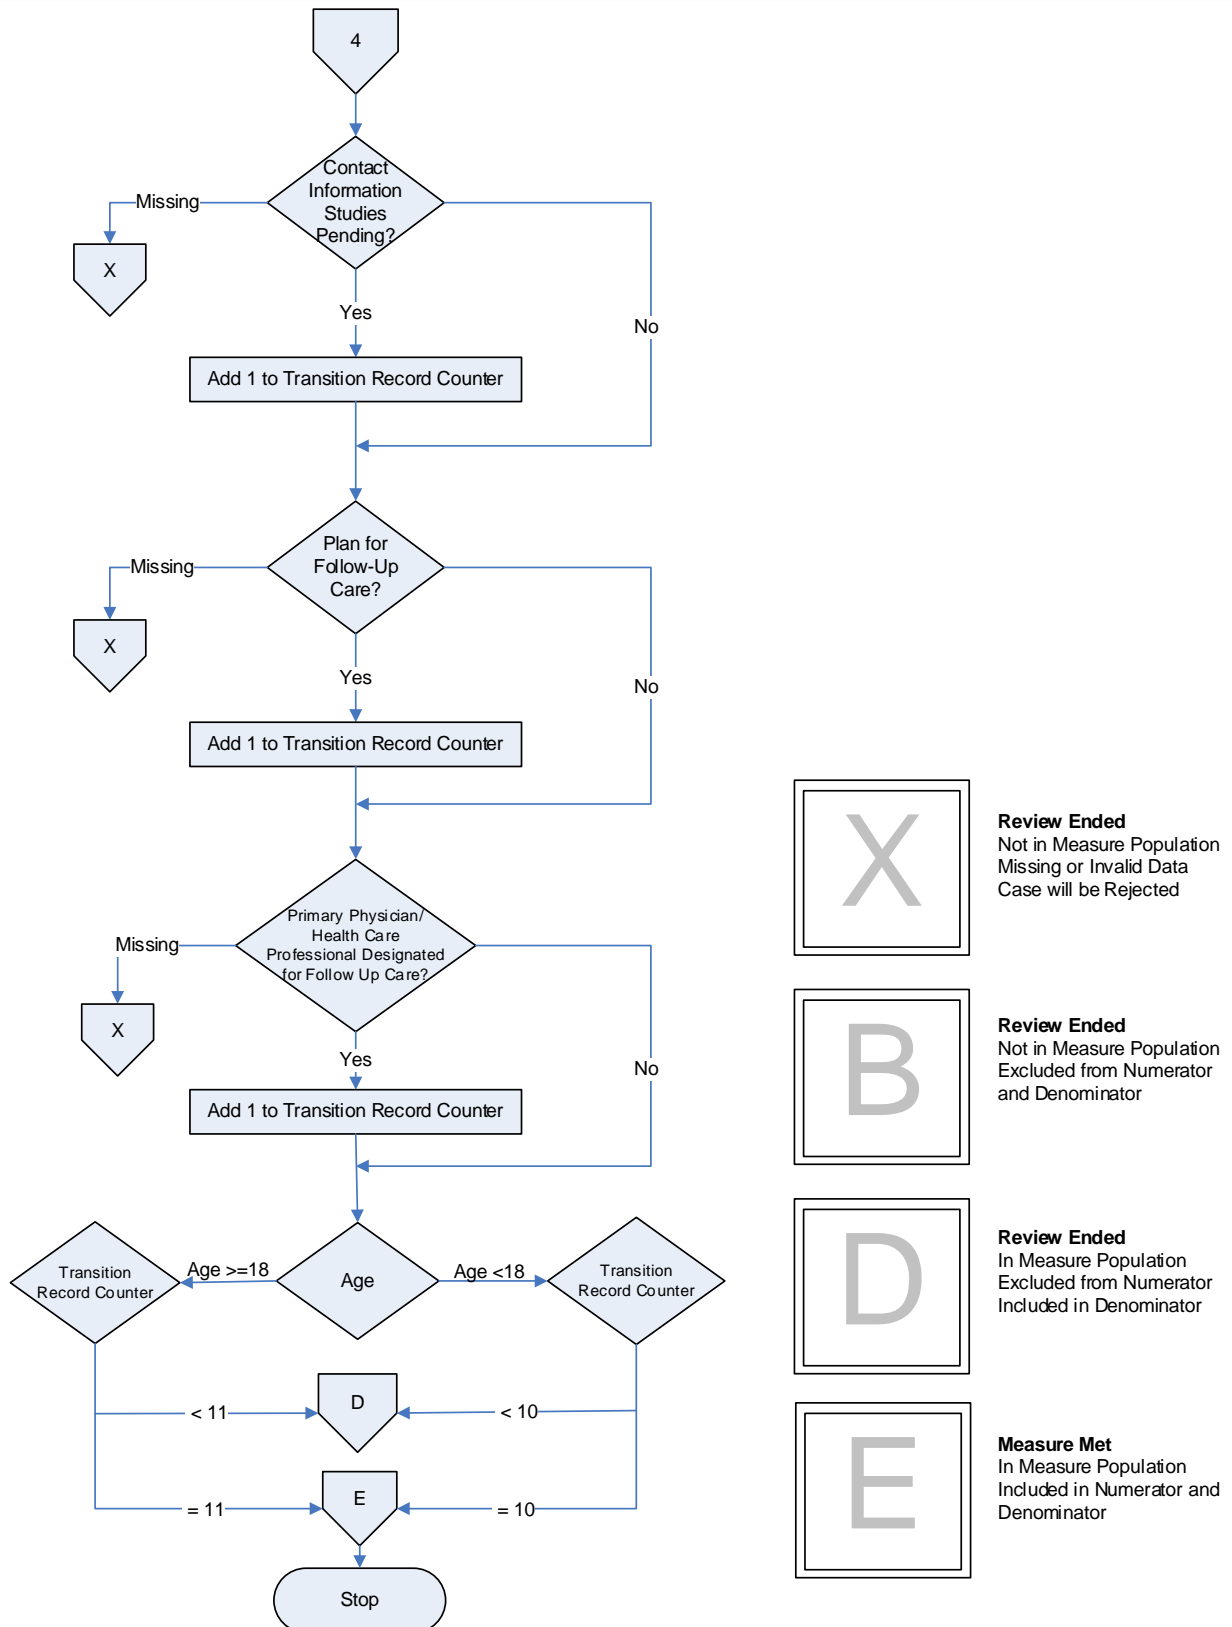 4
Contact
Information
Studies
Pending?
Missing
X
Yes
No
Add 1 to Transition Record Counter
Plan for
Follow-Up
Care?
Missing
X
Yes
No
Add 1 to Transition Record Counter
Primary Physician/
Health Care
Professional Designated
for Follow Up Care?
Missing
X
Yes
No
Add 1 to Transition Record Counter
Transition
Record Counter
Age >=18
Age
Age <18
Transition
Record Counter
< 11
D
< 10
= 11
E
= 10
Stop
X
Review Ended
Not in Measure Population
Missing or Invalid Data
Case will be Rejected
B
Review Ended
Not in Measure Population
Excluded from Numerator
and Denominator
D
Review Ended
In Measure Population
Excluded from Numerator
Included in Denominator
E
Measure Met
In Measure Population
Included in Numerator and
Denominator